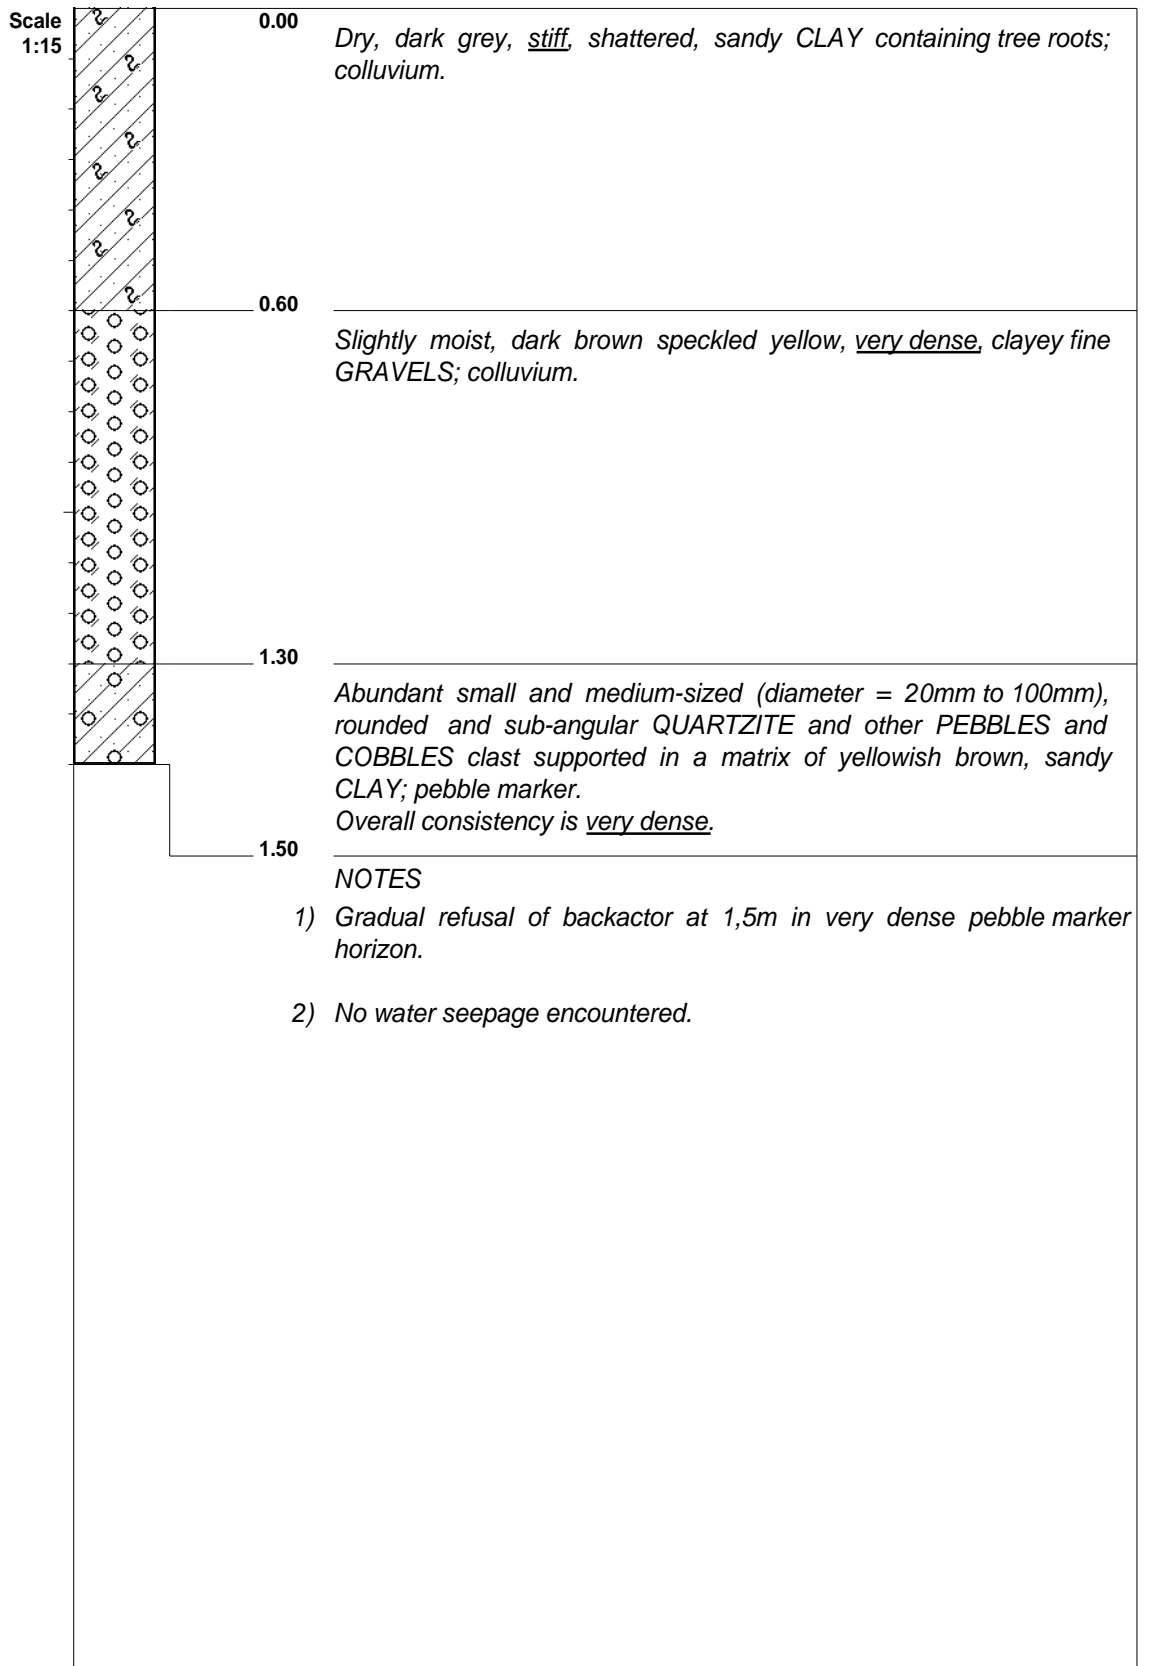 Scale
1:15
0.00
Dry, dark grey, stiff, shattered, sandy CLAY containing tree roots;
colluvium.
0.60
Slightly moist, dark brown speckled yellow, very dense, clayey fine
GRAVELS; colluvium.
1.30
Abundant small and medium-sized (diameter = 20mm to 100mm),
rounded and sub-angular QUARTZITE and other PEBBLES and
COBBLES clast supported in a matrix of yellowish brown, sandy
CLAY; pebble marker.
Overall consistency is very dense.
1.50
NOTES
1) Gradual refusal of backactor at 1,5m in very dense pebble marker
horizon.
2) No water seepage encountered.